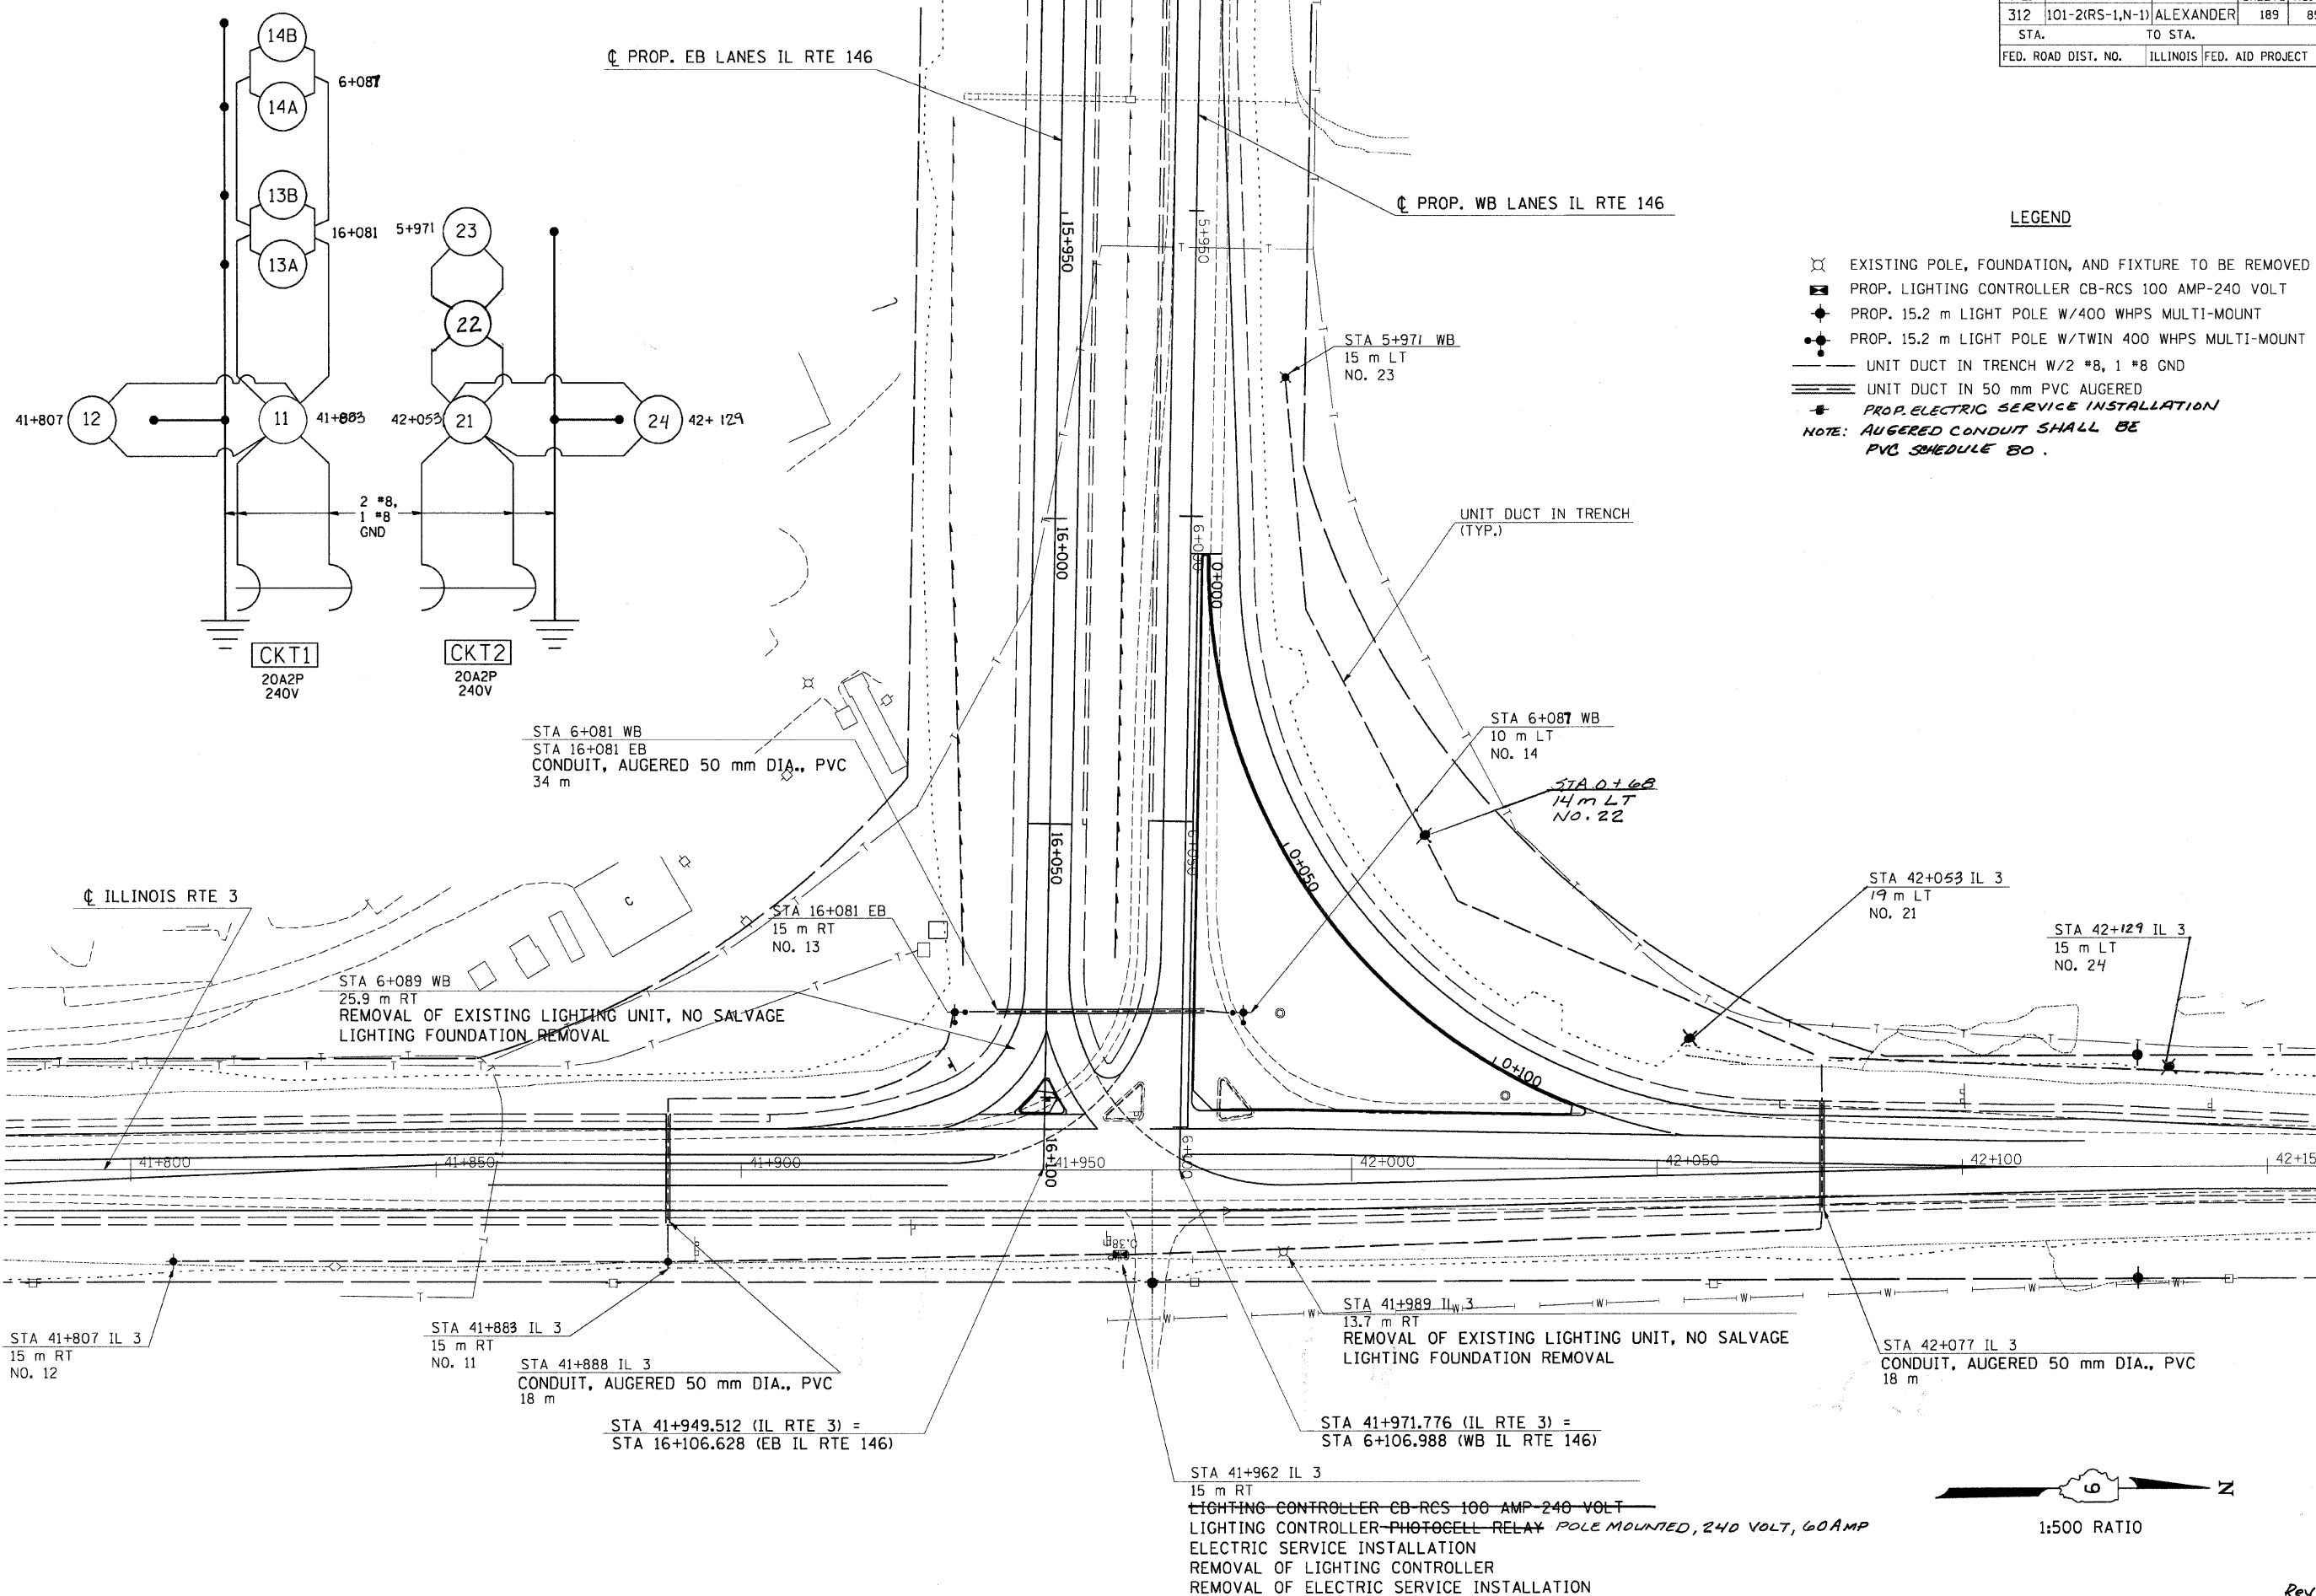 312 101-2(RS-1,N-1) ALEXANDER 189
STA. TO STA.
FED. ROAD DIST. NO. ILLINOIS FED. AID PROJECT
14B
14A
6+087
13B
13A
16+081
5+971
23
22
41+807
12
11
41+883
42+053
21
24
42+129
2 #8,
1 #8
GND
CKT1
20A2P
240V
CKT2
20A2P
240V
℄ PROP. EB LANES IL RTE 146
℄ PROP. WB LANES IL RTE 146
LEGEND
EXISTING POLE, FOUNDATION, AND FIXTURE TO BE REMOVED
PROP. LIGHTING CONTROLLER CB-RCS 100 AMP-240 VOLT
PROP. 15.2 m LIGHT POLE W/400 WHPS MULTI-MOUNT
PROP. 15.2 m LIGHT POLE W/TWIN 400 WHPS MULTI-MOUNT
UNIT DUCT IN TRENCH W/2 #8, 1 #8 GND
UNIT DUCT IN 50 mm PVC AUGERED
PROP. ELECTRIC SERVICE INSTALLATION
NOTE: AUGERED CONDUIT SHALL BE
PVC SCHEDULE 80.
15+950
5+950
16+000
6+000
0+000
16+050
6+050
0+050
0+100
16+100
6+100
STA 5+971 WB
15 m LT
NO. 23
UNIT DUCT IN TRENCH
(TYP.)
STA 6+087 WB
10 m LT
NO. 14
STA 0+68
14 m LT
NO. 22
STA 6+081 WB
STA 16+081 EB
CONDUIT, AUGERED 50 mm DIA., PVC
34 m
℄ ILLINOIS RTE 3
C
STA 16+081 EB
15 m RT
NO. 13
STA 42+053 IL 3
19 m LT
NO. 21
STA 42+129 IL 3
15 m LT
NO. 24
STA 6+089 WB
25.9 m RT
REMOVAL OF EXISTING LIGHTING UNIT, NO SALVAGE
LIGHTING FOUNDATION REMOVAL
41+800
41+850
41+900
41+950
42+000
42+050
42+100
STA 41+807 IL 3
15 m RT
NO. 12
STA 41+883 IL 3
15 m RT
NO. 11
STA 41+888 IL 3
CONDUIT, AUGERED 50 mm DIA., PVC
18 m
STA 41+949.512 (IL RTE 3) =
STA 16+106.628 (EB IL RTE 146)
STA 41+989 IL 3
13.7 m RT
REMOVAL OF EXISTING LIGHTING UNIT, NO SALVAGE
LIGHTING FOUNDATION REMOVAL
STA 41+971.776 (IL RTE 3) =
STA 6+106.988 (WB IL RTE 146)
STA 42+077 IL 3
CONDUIT, AUGERED 50 mm DIA., PVC
18 m
STA 41+962 IL 3
15 m RT
LIGHTING CONTROLLER CB-RCS 100 AMP-240 VOLT
LIGHTING CONTROLLER PHOTOCELL RELAY POLE MOUNTED, 240 VOLT, 60 AMP
ELECTRIC SERVICE INSTALLATION
REMOVAL OF LIGHTING CONTROLLER
REMOVAL OF ELECTRIC SERVICE INSTALLATION
N
1:500 RATIO